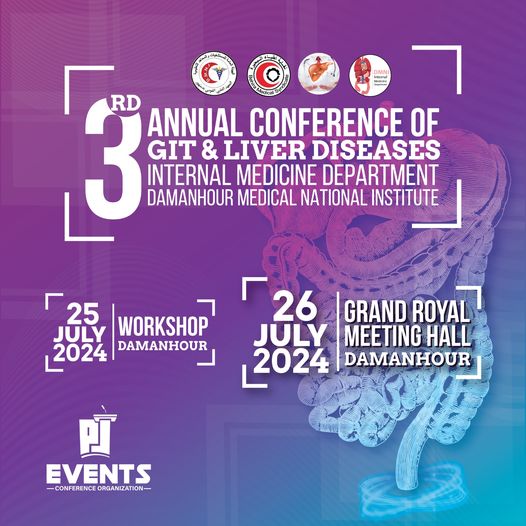 3RD
ANNUAL CONFERENCE OF
GIT & LIVER DISEASES
INTERNAL MEDICINE DEPARTMENT
DAMANHOUR MEDICAL NATIONAL INSTITUTE
25
JULY
2024
WORKSHOP
DAMANHOUR
26
JULY
2024
GRAND ROYAL
MEETING HALL
DAMANHOUR
PJ
EVENTS
CONFERENCE ORGANIZATION